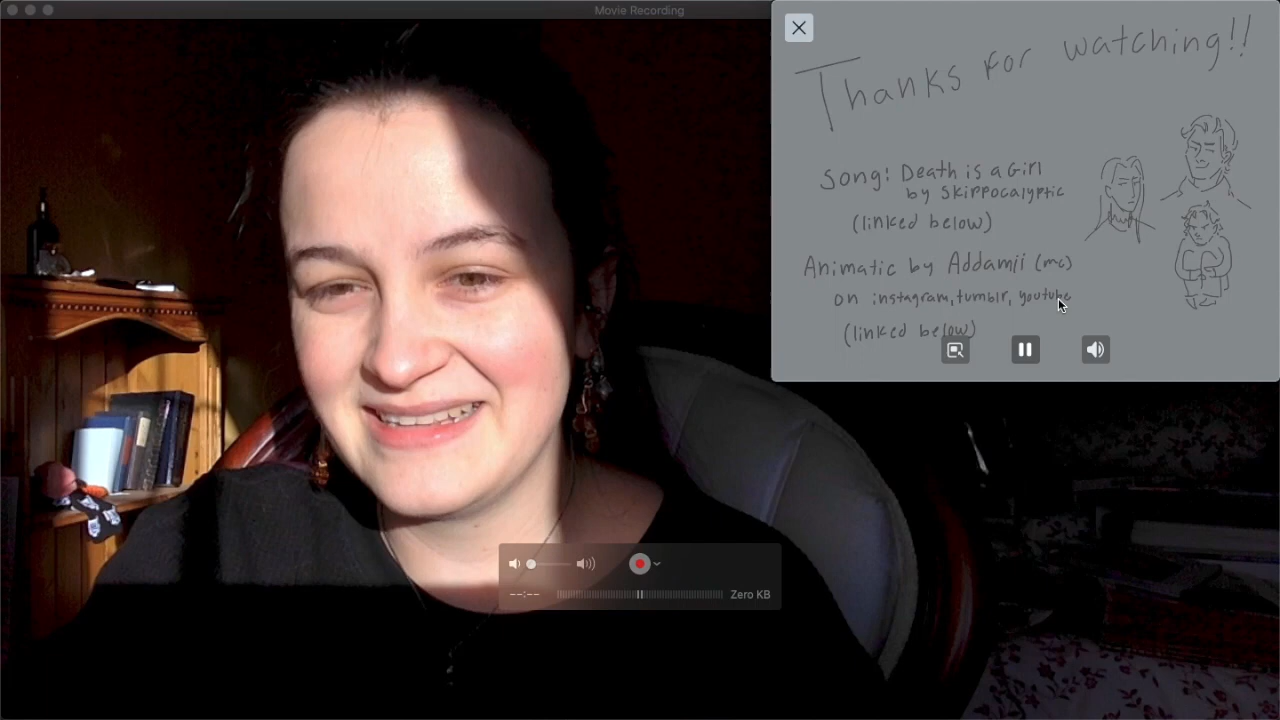 Movie Recording
Thanks for watching!!
Song: Death is a Girl
by Skippocalyptic
(linked below)
Animatic by Addamii (me)
on instagram, tumblr, youtube
(linked below)
--:--
Zero KB